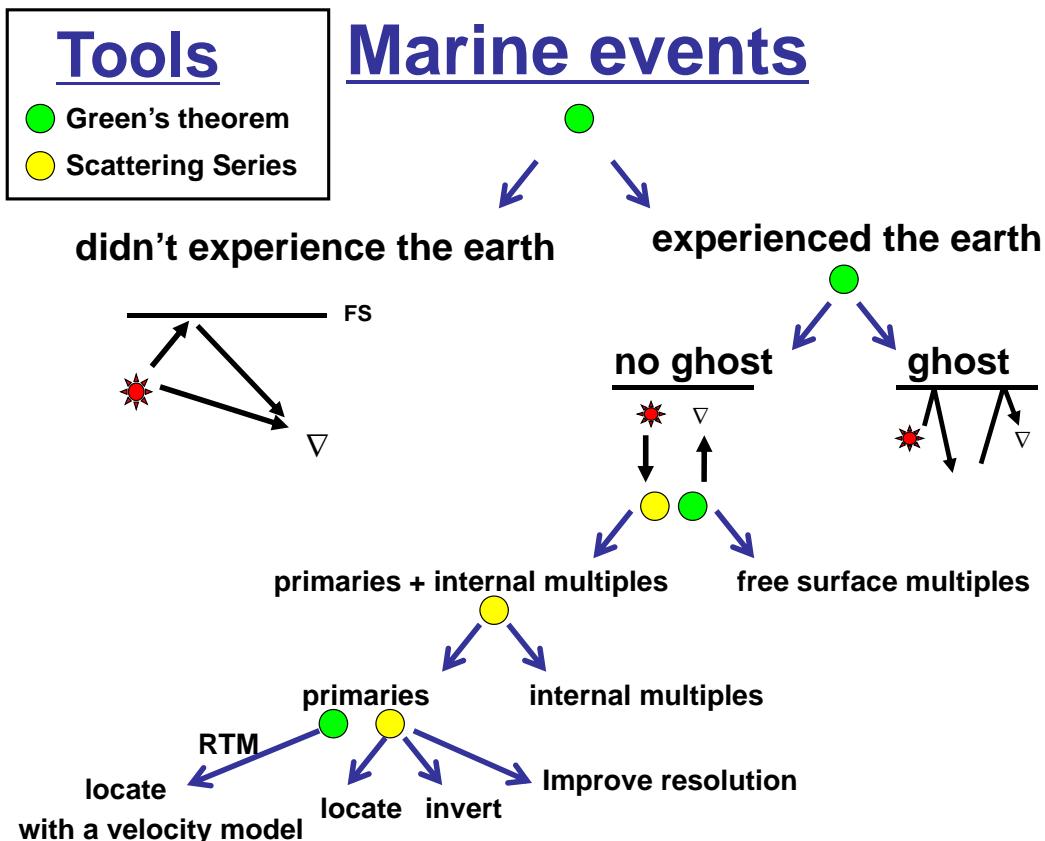 Tools
Green's theorem
Scattering Series
Marine events
didn't experience the earth
experienced the earth
FS
no ghost
ghost
primaries + internal multiples
free surface multiples
primaries
internal multiples
RTM
locate
with a velocity model
locate
invert
Improve resolution